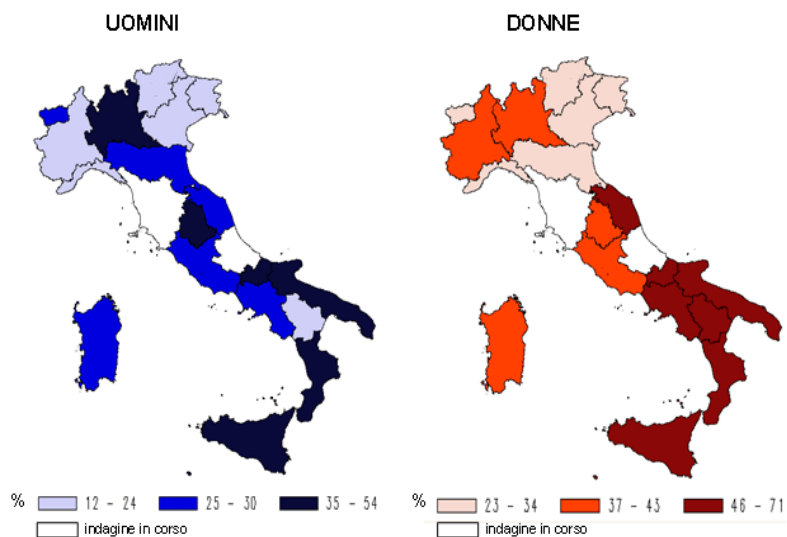 UOMINI
DONNE
% 12 - 24 25 - 30 35 - 54
indagine in corso
% 23 - 34 37 - 43 46 - 71
indagine in corso